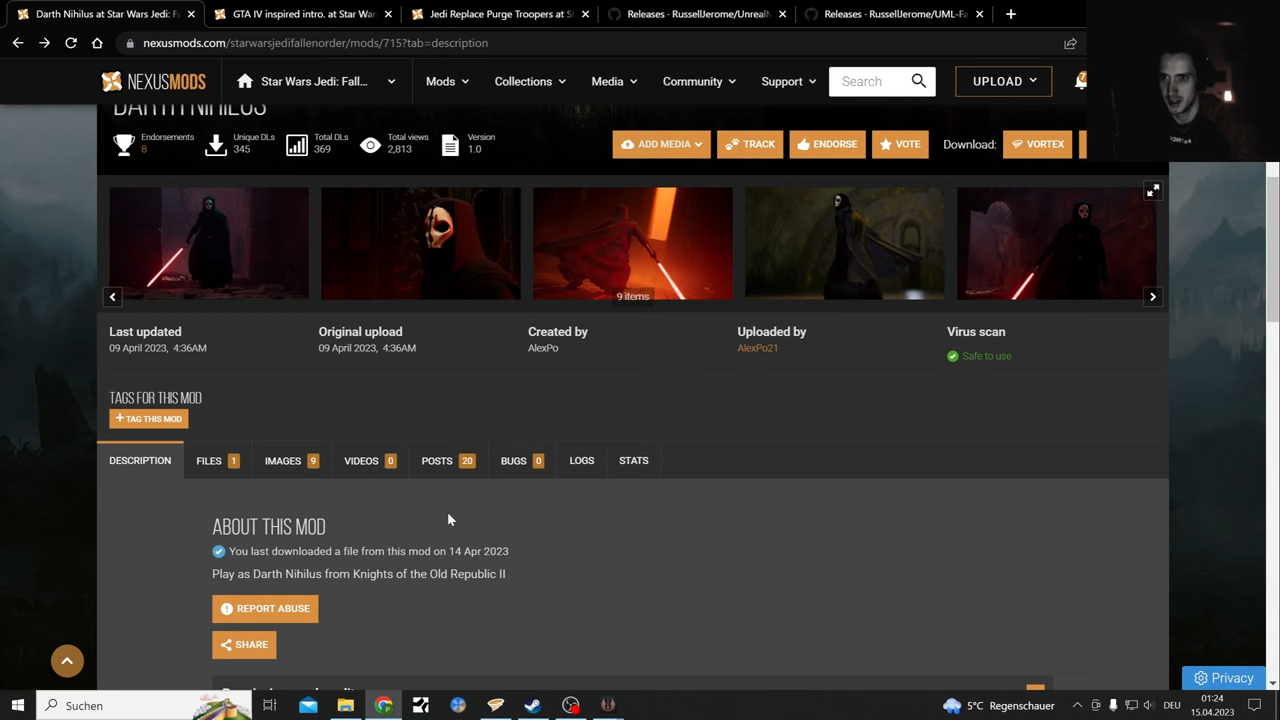 Darth Nihilus at Star Wars Jedi: Fa
GTA IV inspired intro. at Star War
Jedi Replace Purge Troopers at S
Releases - RussellJerome/UnrealM
Releases - RussellJerome/UML-Fa
nexusmods.com/starwarsjedifallenorder/mods/715?tab=description
NEXUSMODS
Star Wars Jedi: Fall...
Mods
Collections
Media
Community
Support
Search
UPLOAD
7
DARTH NIHILUS
Endorsements
8
Unique DLs
345
Total DLs
369
Total views
2,813
Version
1.0
ADD MEDIA
TRACK
ENDORSE
VOTE
Download:
VORTEX
9 items
Last updated
09 April 2023, 4:36AM
Original upload
09 April 2023, 4:36AM
Created by
AlexPo
Uploaded by
AlexPo21
Virus scan
Safe to use
TAGS FOR THIS MOD
+ TAG THIS MOD
DESCRIPTION
FILES 1
IMAGES 9
VIDEOS 0
POSTS 20
BUGS 0
LOGS
STATS
ABOUT THIS MOD
You last downloaded a file from this mod on 14 Apr 2023
Play as Darth Nihilus from Knights of the Old Republic II
REPORT ABUSE
SHARE
Privacy
Suchen
5°C Regenschauer
DEU
01:24
15.04.2023